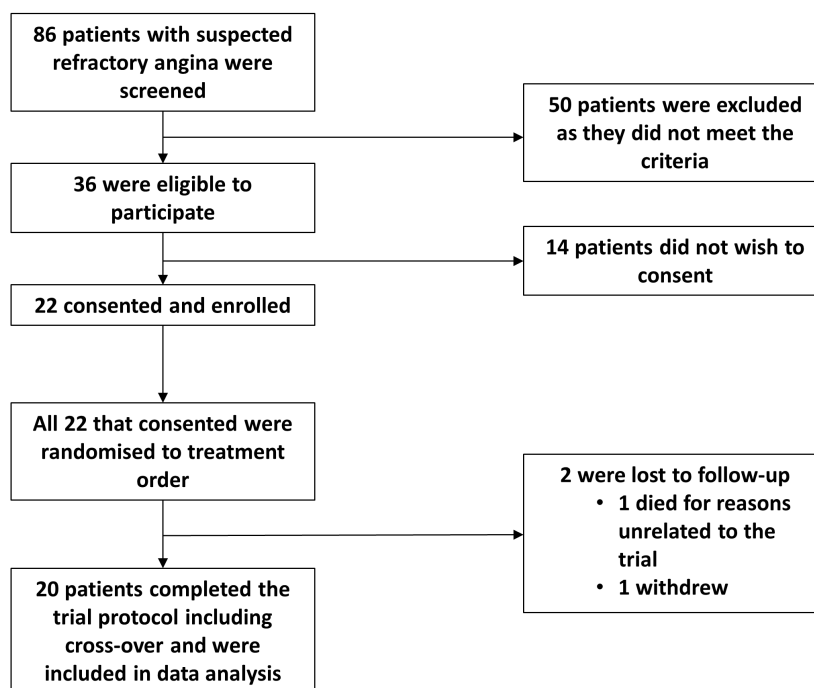 86 patients with suspected
refractory angina were
screened
50 patients were excluded
as they did not meet the
criteria
36 were eligible to
participate
14 patients did not wish to
consent
22 consented and enrolled
All 22 that consented were
randomised to treatment
order
2 were lost to follow-up
• 1 died for reasons
unrelated to the
trial
• 1 withdrew
20 patients completed the
trial protocol including
cross-over and were
included in data analysis